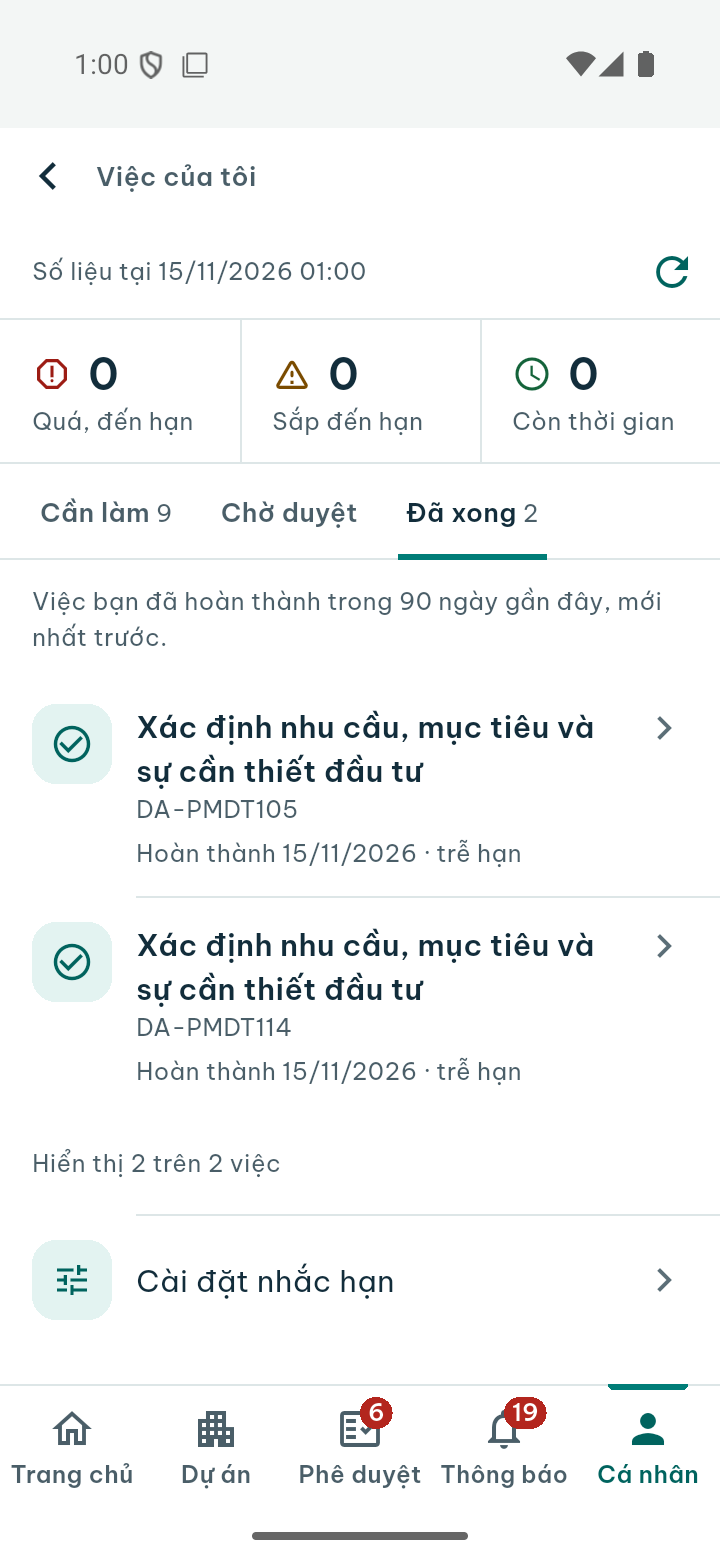 1:00
Việc của tôi
Số liệu tại 15/11/2026 01:00
0
Quá, đến hạn
0
Sắp đến hạn
0
Còn thời gian
Cần làm 9
Chờ duyệt
Đã xong 2
Việc bạn đã hoàn thành trong 90 ngày gần đây, mới
nhất trước.
Xác định nhu cầu, mục tiêu và
sự cần thiết đầu tư
DA-PMDT105
Hoàn thành 15/11/2026 · trễ hạn
Xác định nhu cầu, mục tiêu và
sự cần thiết đầu tư
DA-PMDT114
Hoàn thành 15/11/2026 · trễ hạn
Hiển thị 2 trên 2 việc
Cài đặt nhắc hạn
6
19
Trang chủ
Dự án
Phê duyệt
Thông báo
Cá nhân